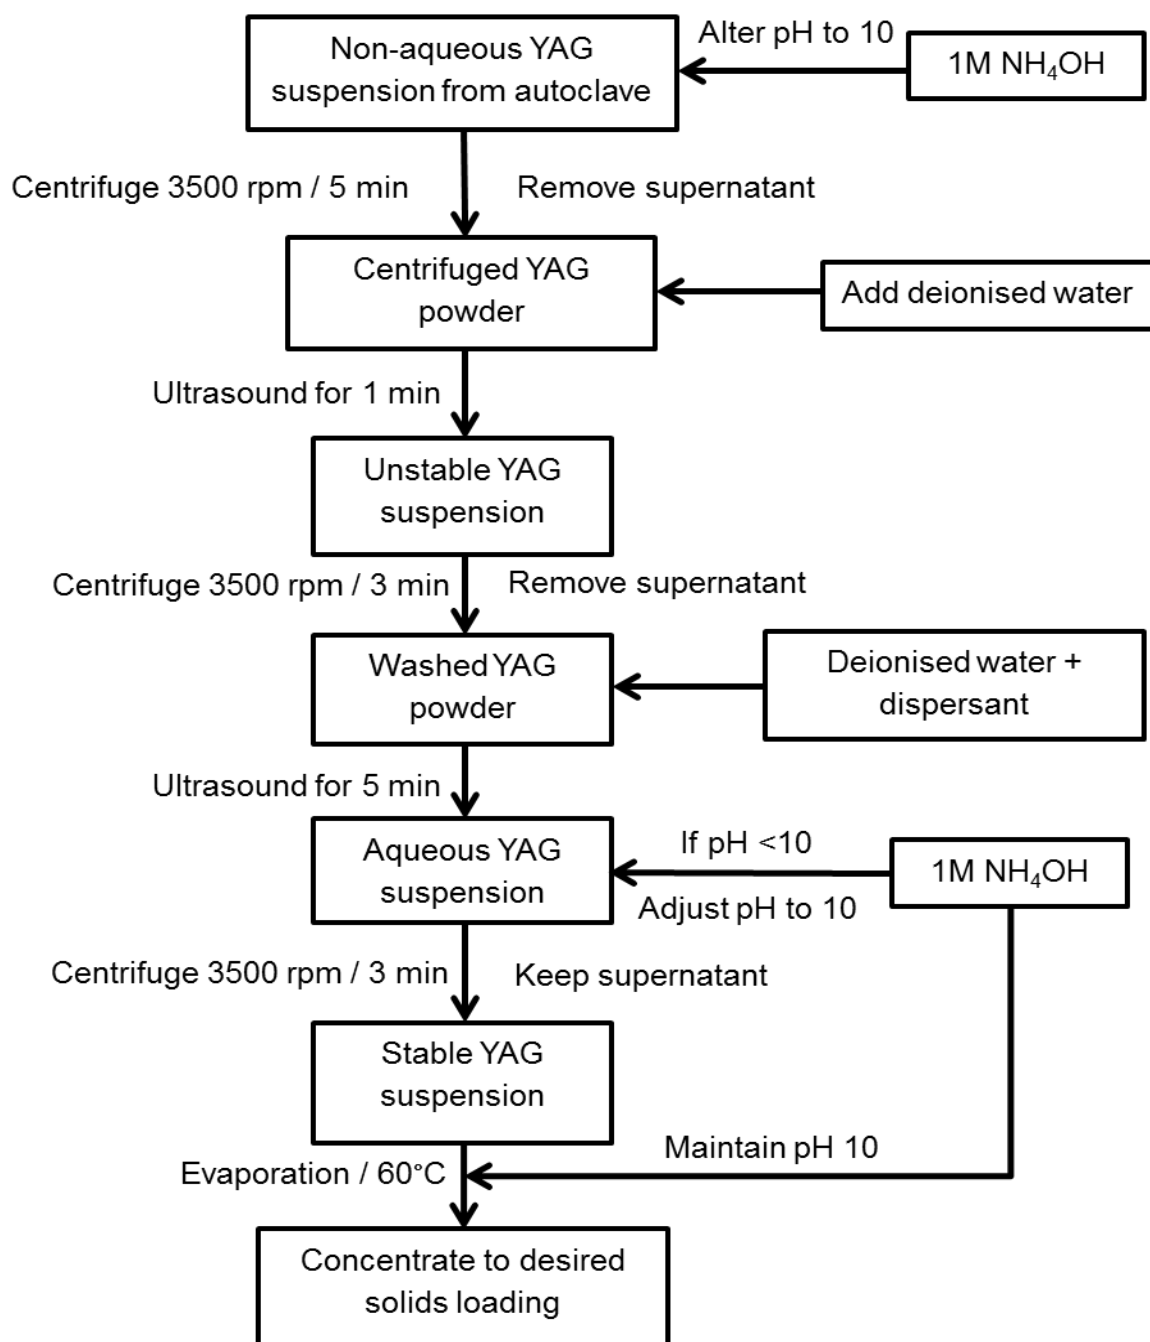 Non-aqueous YAG
suspension from autoclave
Alter pH to 10
1M NH₄OH
Centrifuge 3500 rpm / 5 min
Remove supernatant
Centrifuged YAG
powder
Add deionised water
Ultrasound for 1 min
Unstable YAG
suspension
Centrifuge 3500 rpm / 3 min
Remove supernatant
Washed YAG
powder
Deionised water +
dispersant
Ultrasound for 5 min
Aqueous YAG
suspension
If pH <10
Adjust pH to 10
1M NH₄OH
Centrifuge 3500 rpm / 3 min
Keep supernatant
Stable YAG
suspension
Evaporation / 60°C
Maintain pH 10
Concentrate to desired
solids loading